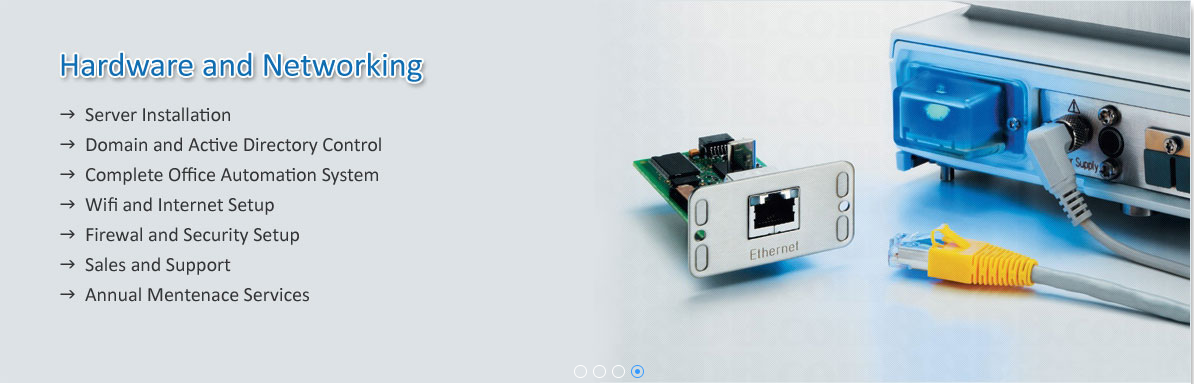 Hardware and Networking
→ Server Installation
→ Domain and Active Directory Control
→ Complete Office Automation System
→ Wifi and Internet Setup
→ Firewal and Security Setup
→ Sales and Support
→ Annual Mentenace Services
Ethernet
Supply